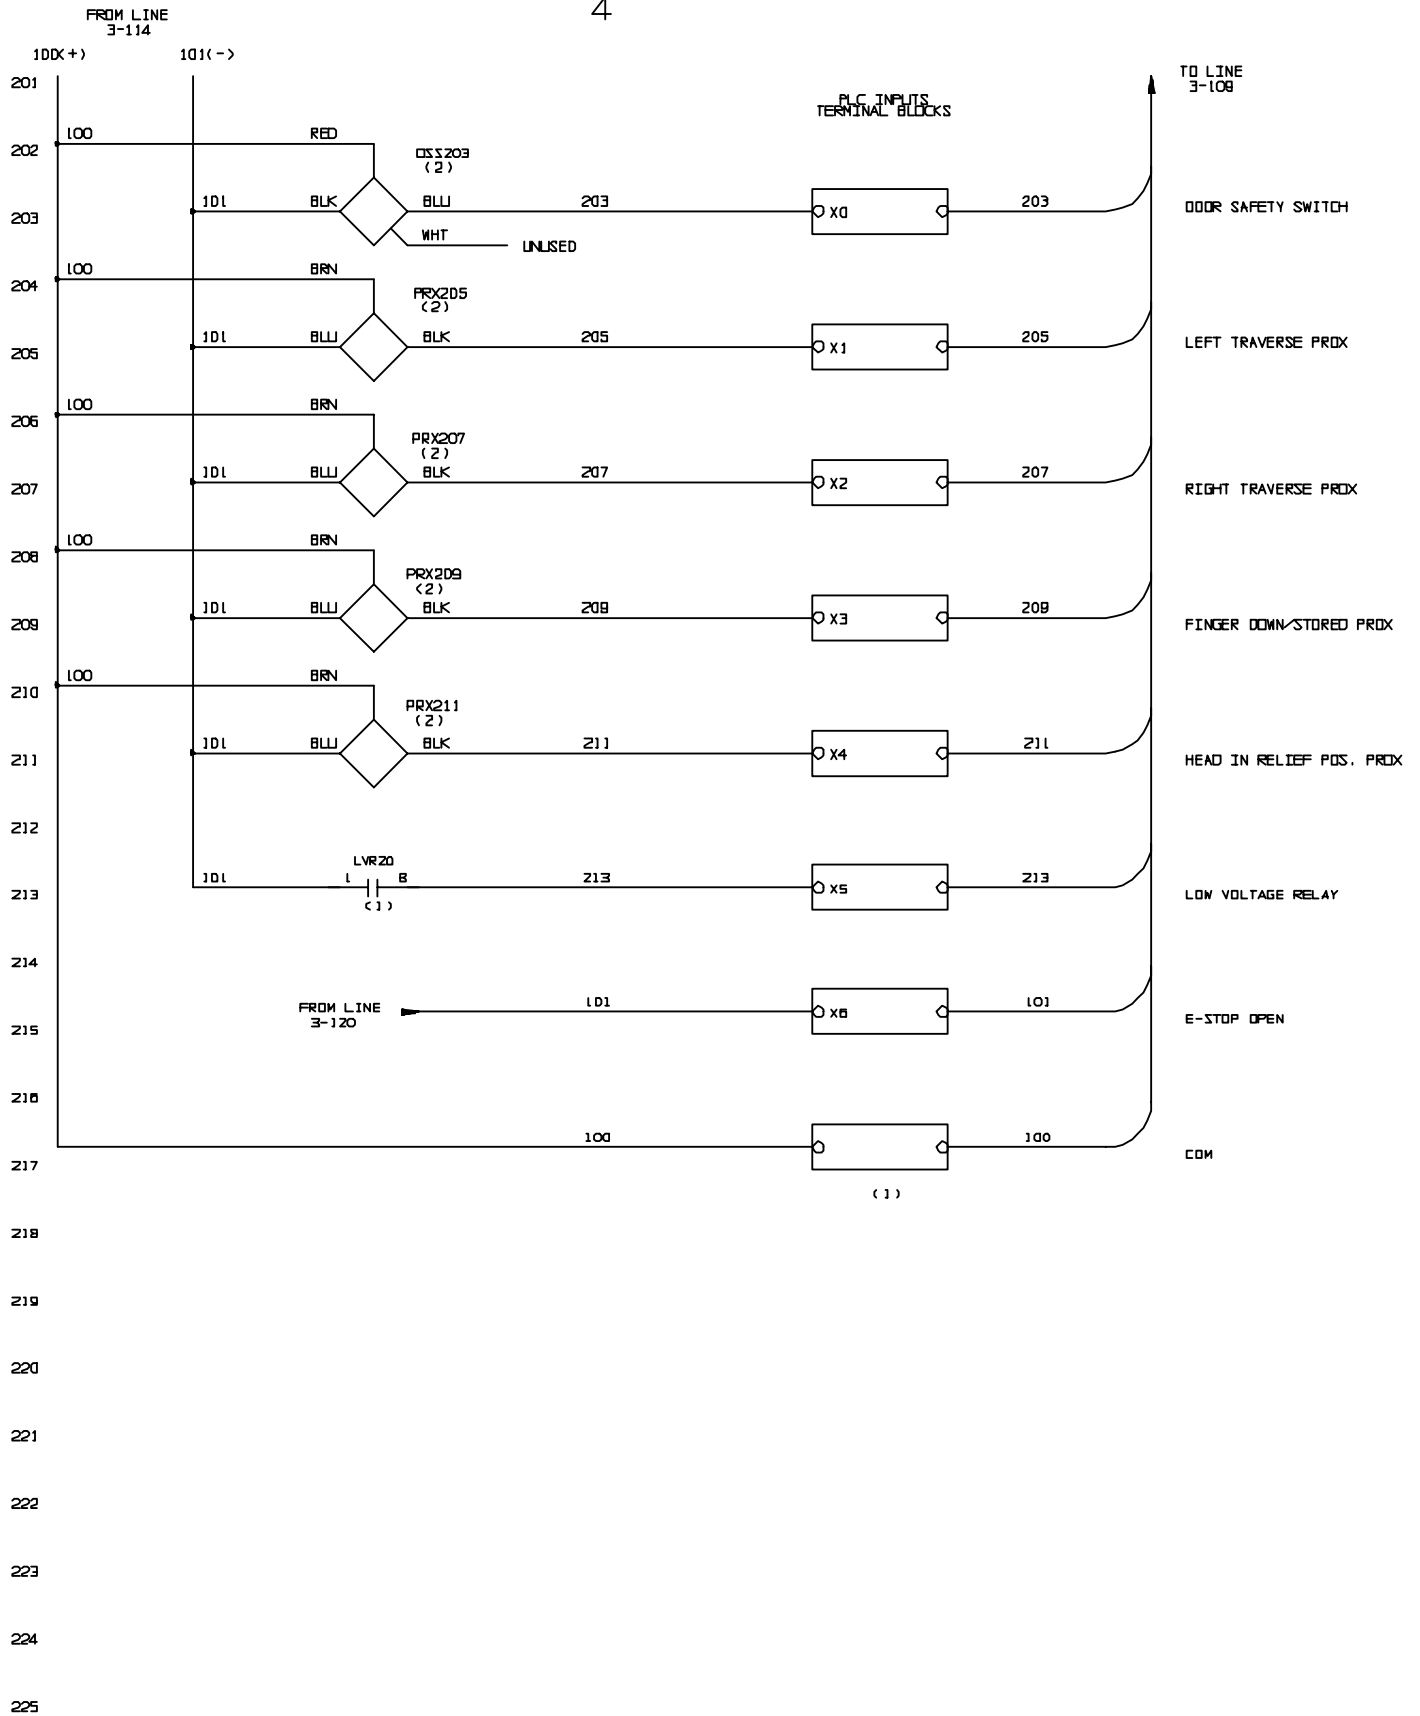 4
FROM LINE
3-114
100(+) 101(-)
201
TO LINE
3-109
PLC INPUTS
TERMINAL BLOCKS
100 RED
202
DSS203
(2)
101 BLK BLU 203 X0 203
203
DOOR SAFETY SWITCH
WHT
UNUSED
100 BRN
204
PRX205
(2)
101 BLU BLK 205 X1 205
205
LEFT TRAVERSE PROX
100 BRN
206
PRX207
(2)
101 BLU BLK 207 X2 207
207
RIGHT TRAVERSE PROX
100 BRN
208
PRX209
(2)
101 BLU BLK 209 X3 209
209
FINGER DOWN/STORED PROX
100 BRN
210
PRX211
(2)
101 BLU BLK 211 X4 211
211
HEAD IN RELIEF POS. PROX
212
LVR20
101 1 8 213 X5 213
213
(1)
LOW VOLTAGE RELAY
214
FROM LINE
3-120
101 X6 101
215
E-STOP OPEN
216
100 100
217
COM
(1)
218
219
220
221
222
223
224
225